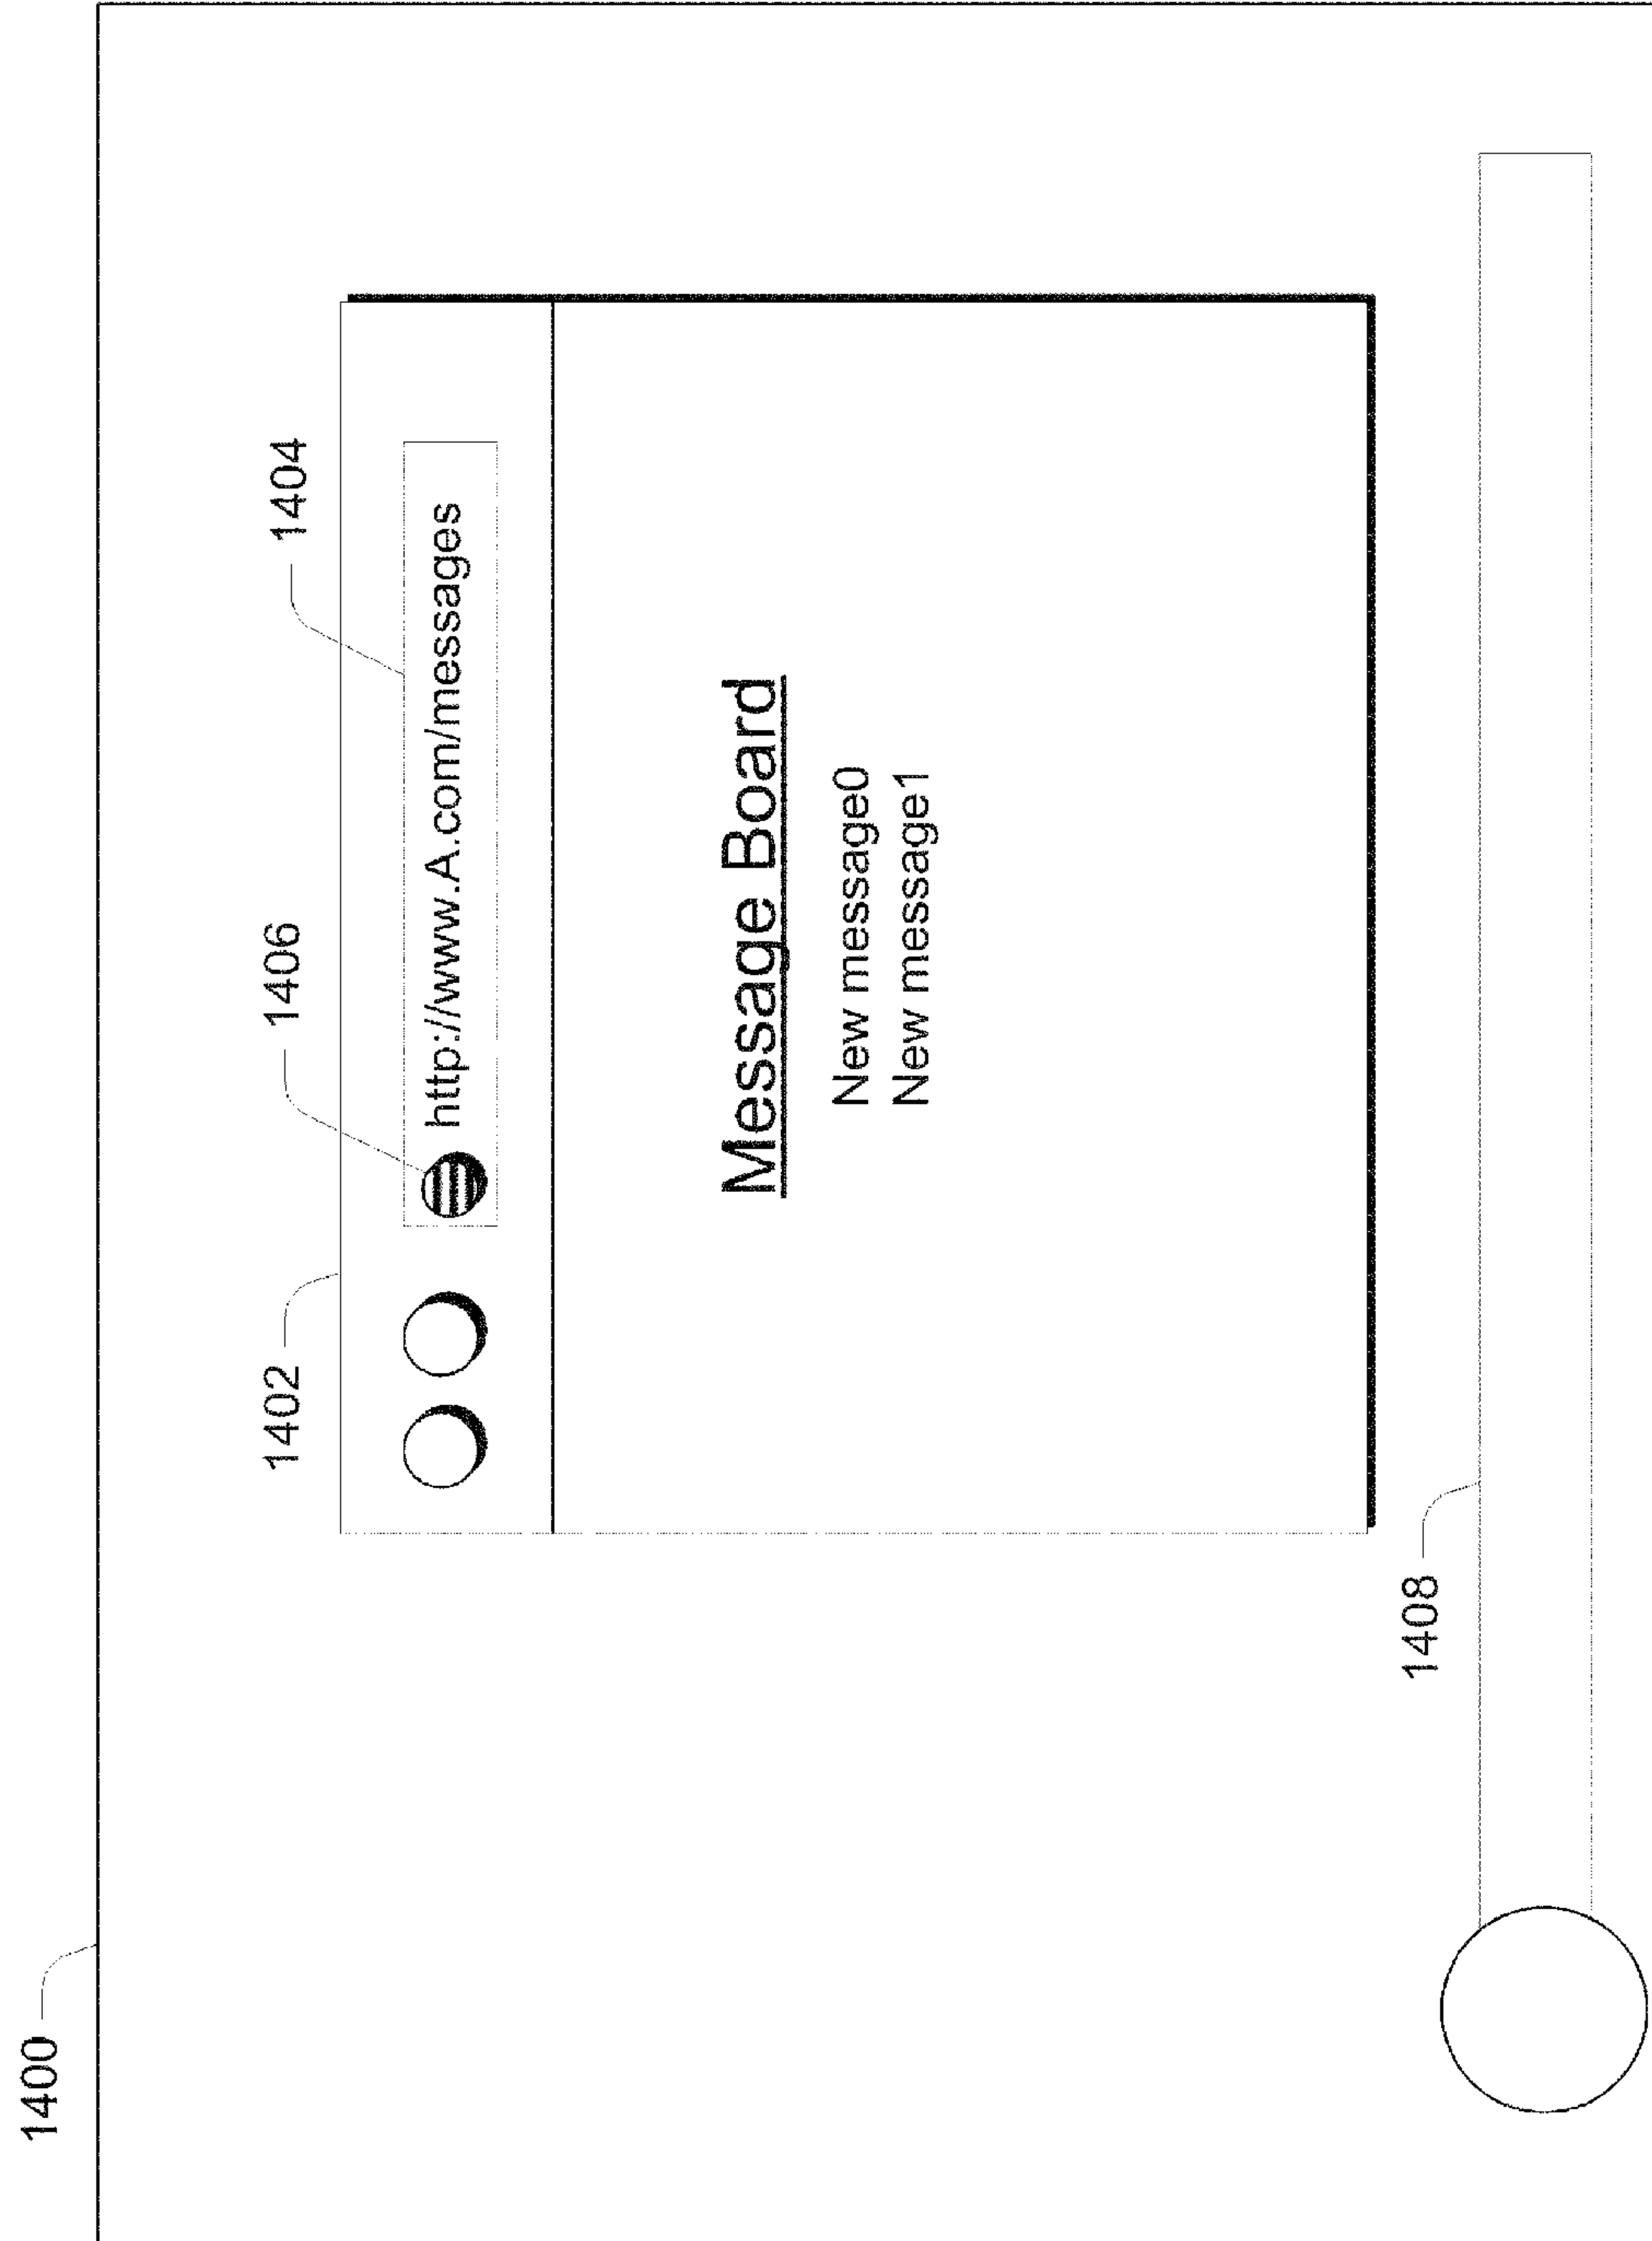 1400
1402
1406
1404
http://www.A.com/messages
Message Board
New message0
New message1
1408